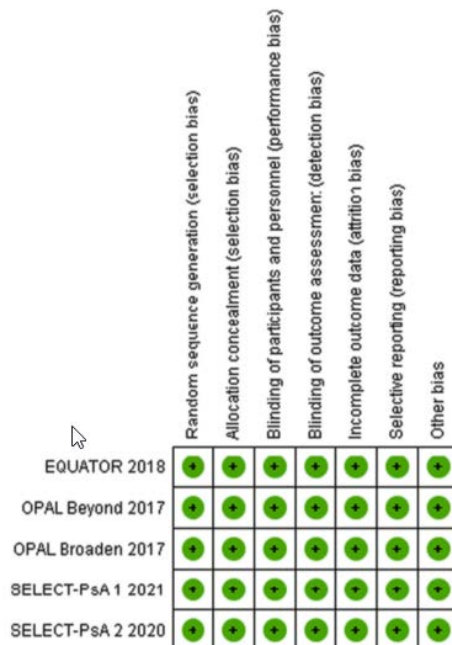 Random sequence generation (selection bias)
Allocation concealment (selection bias)
Blinding of participants and personnel (performance bias)
Blinding of outcome assessment (detection bias)
Incomplete outcome data (attrition bias)
Selective reporting (reporting bias)
Other bias
EQUATOR 2018
+ + + + + + +
OPAL Beyond 2017
+ + + + + + +
OPAL Broaden 2017
+ + + + + + +
SELECT-PsA 1 2021
+ + + + + + +
SELECT-PsA 2 2020
+ + + + + + +